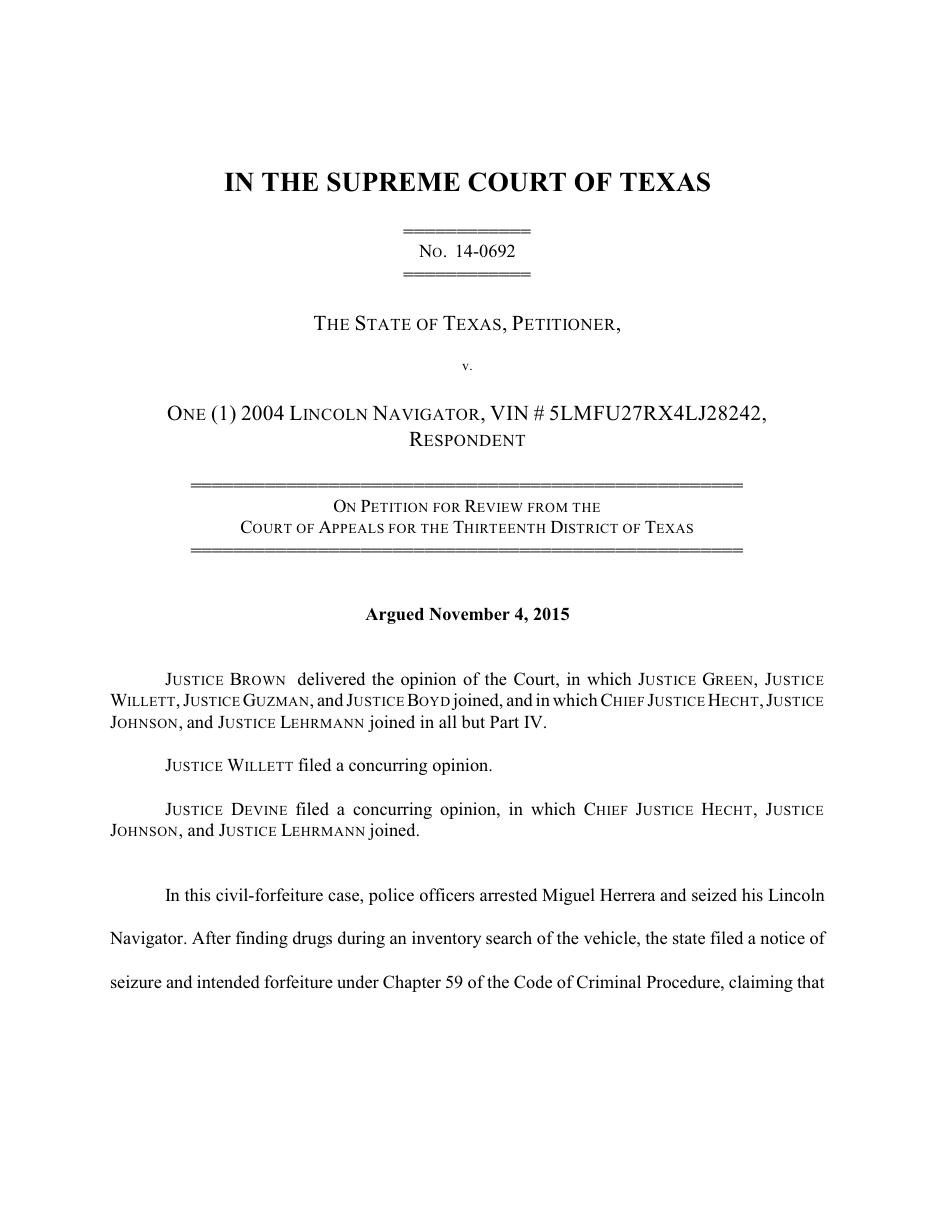 IN THE SUPREME COURT OF TEXAS
════════════
NO. 14-0692
════════════
THE STATE OF TEXAS, PETITIONER,
v.
ONE (1) 2004 LINCOLN NAVIGATOR, VIN # 5LMFU27RX4LJ28242,
RESPONDENT
════════════════════════════════════════════════════
ON PETITION FOR REVIEW FROM THE
COURT OF APPEALS FOR THE THIRTEENTH DISTRICT OF TEXAS
════════════════════════════════════════════════════
Argued November 4, 2015
JUSTICE BROWN delivered the opinion of the Court, in which JUSTICE GREEN, JUSTICE
WILLETT, JUSTICE GUZMAN, and JUSTICE BOYD joined, and in which CHIEF JUSTICE HECHT, JUSTICE
JOHNSON, and JUSTICE LEHRMANN joined in all but Part IV.
JUSTICE WILLETT filed a concurring opinion.
JUSTICE DEVINE filed a concurring opinion, in which CHIEF JUSTICE HECHT, JUSTICE
JOHNSON, and JUSTICE LEHRMANN joined.
In this civil-forfeiture case, police officers arrested Miguel Herrera and seized his Lincoln
Navigator. After finding drugs during an inventory search of the vehicle, the state filed a notice of
seizure and intended forfeiture under Chapter 59 of the Code of Criminal Procedure, claiming that